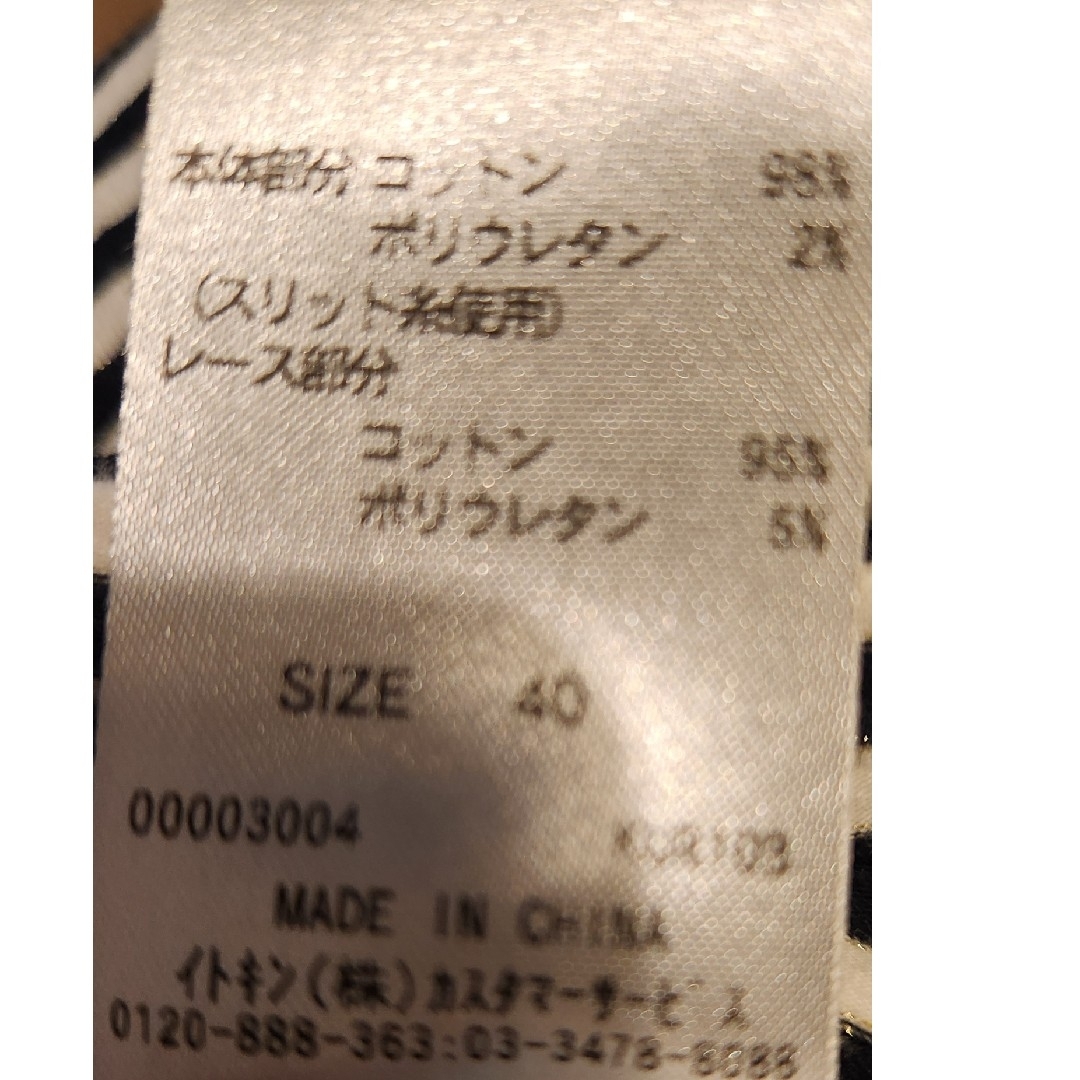 本体部分 コットン
ポリウレタン 2%
(スリット糸使用)
レース部分
コットン 95%
ポリウレタン 5%
SIZE 40
00003004
MADE IN CHINA
イトキン(株)カスタマーサービス
0120-888-363:03-3478-8088